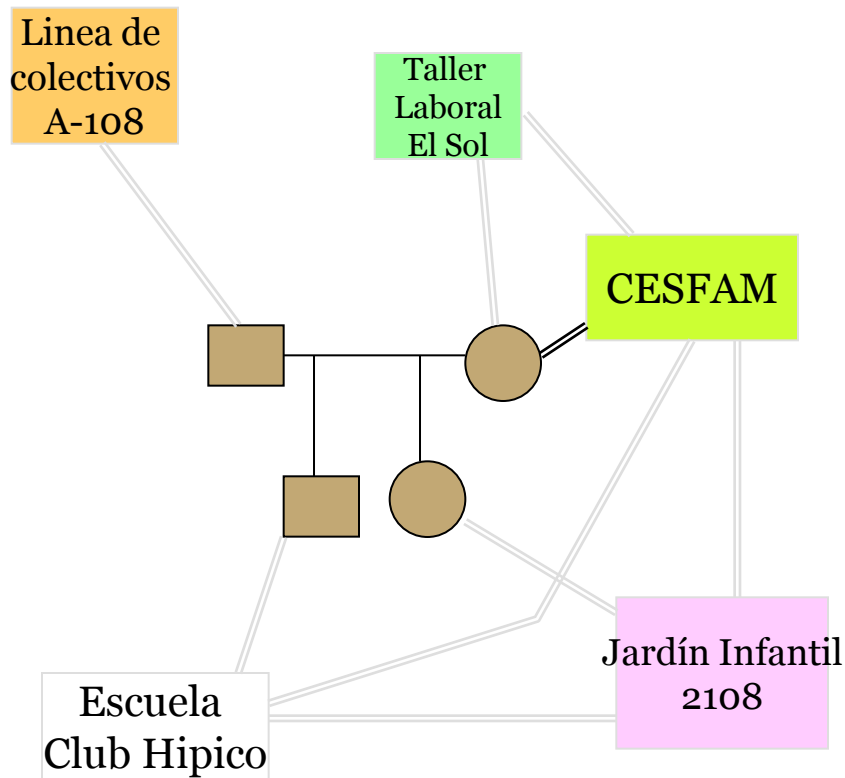 Linea de
colectivos
A-108
Taller
Laboral
El Sol
CESFAM
Jardín Infantil
2108
Escuela
Club Hipico